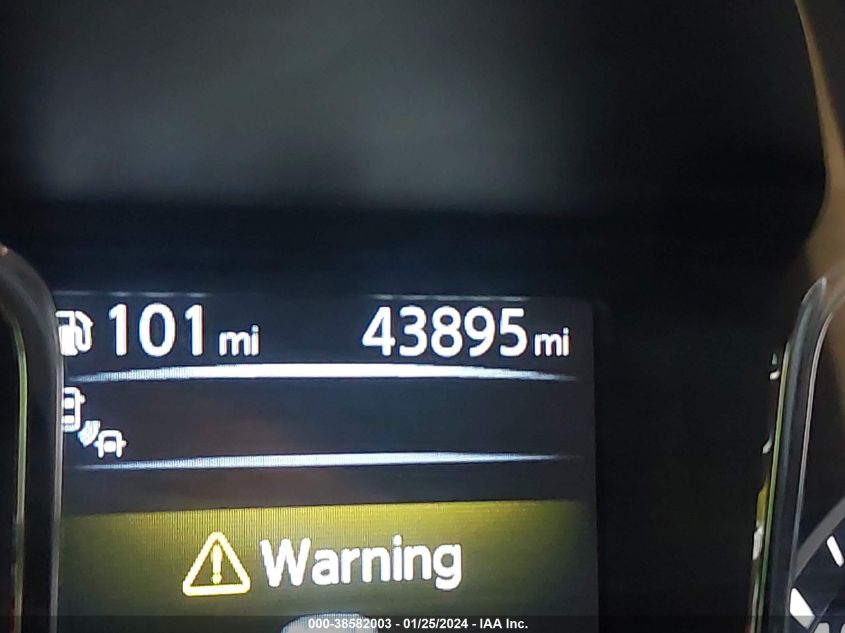 101 mi 43895 mi
Warning
000-38582003 - 01/25/2024 - IAA Inc.